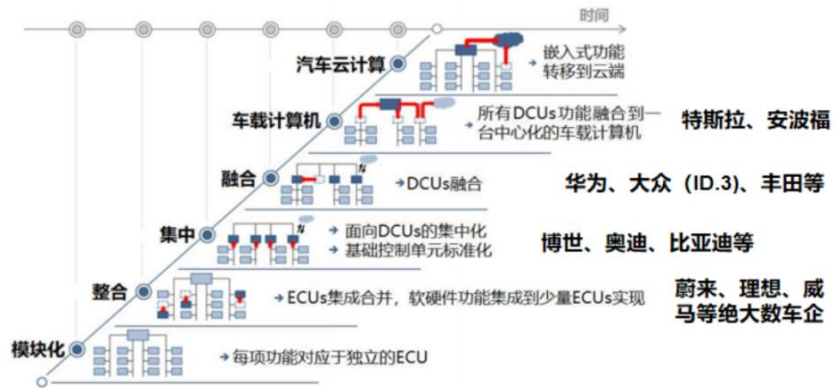 时间
汽车云计算
嵌入式功能
转移到云端
车载计算机
所有DCUs功能融合到一
台中心化的车载计算机
特斯拉、安波福
融合
DCUs融合
华为、大众（ID.3)、丰田等
集中
面向DCUs的集中化
基础控制单元标准化
博世、奥迪、比亚迪等
整合
ECUs集成合并，软硬件功能集成到少量ECUs实现
蔚来、理想、威
马等绝大数车企
模块化
每项功能对应于独立的ECU